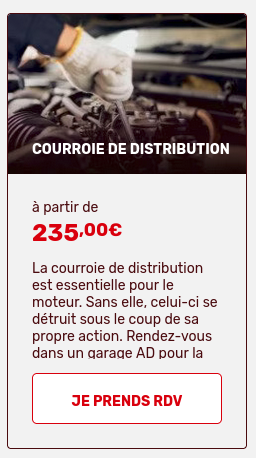 COURROIE DE DISTRIBUTION
à partir de
235,00€
La courroie de distribution
est essentielle pour le
moteur. Sans elle, celui-ci se
détruit sous le coup de sa
propre action. Rendez-vous
dans un garage AD pour la
JE PRENDS RDV